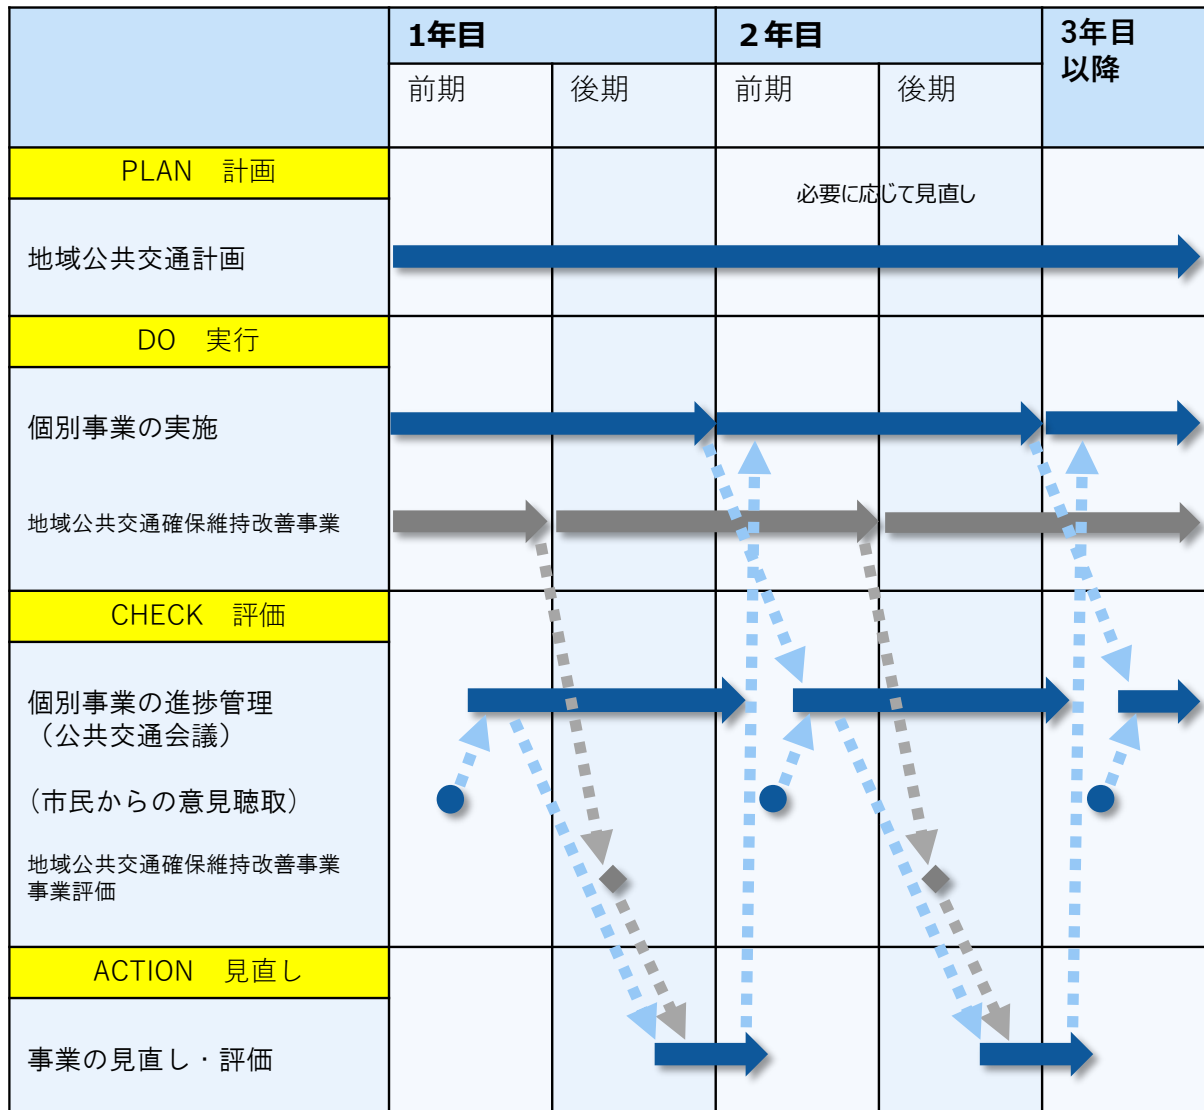 1年目
２年目
3年目
以降
前期
後期
前期
後期
PLAN　計画
必要に応じて見直し
地域公共交通計画
DO　実行
個別事業の実施
地域公共交通確保維持改善事業
CHECK　評価
個別事業の進捗管理
（公共交通会議）
（市民からの意見聴取）
地域公共交通確保維持改善事業
事業評価
ACTION　見直し
事業の見直し・評価